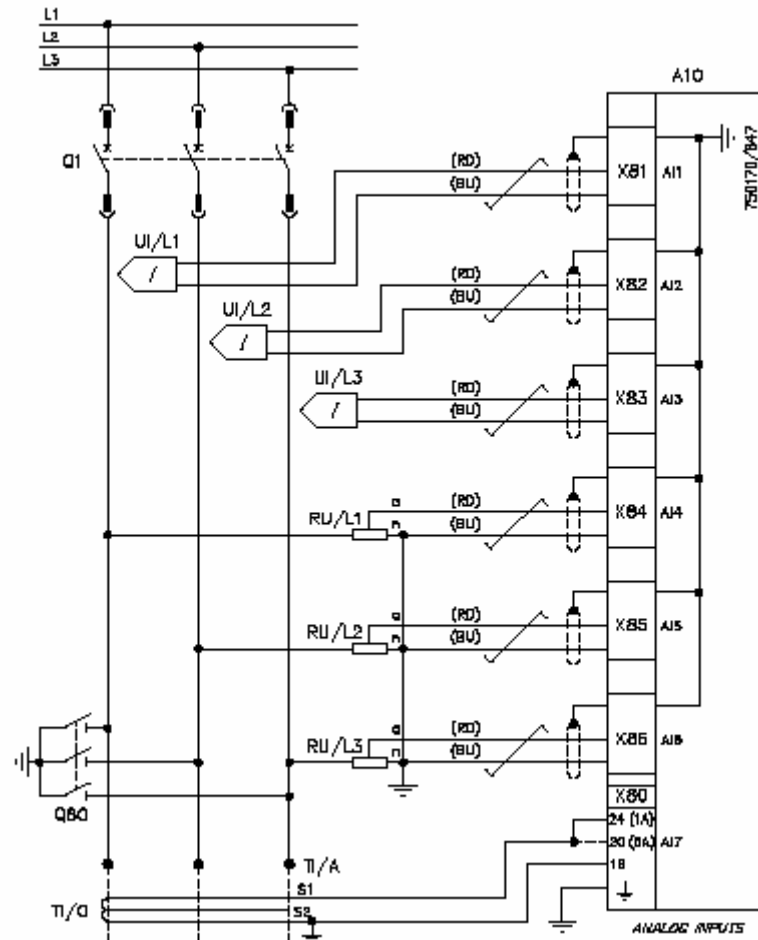 L1
L2
L3
A10
Q1
(RD)
(BU)
X81 AI1
750170/847
UI/L1
(RD)
(BU)
X82 AI2
UI/L2
UI/L3
(RD)
(BU)
X83 AI3
RU/L1
a
n
(RD)
(BU)
X84 AI4
RU/L2
a
n
(RD)
(BU)
X85 AI5
RU/L3
a
n
(RD)
(BU)
X86 AI6
X80
24 (1A)
20 (5A) AI7
18
Q80
TI/A
S1
S2
TI/O
ANALOG INPUTS